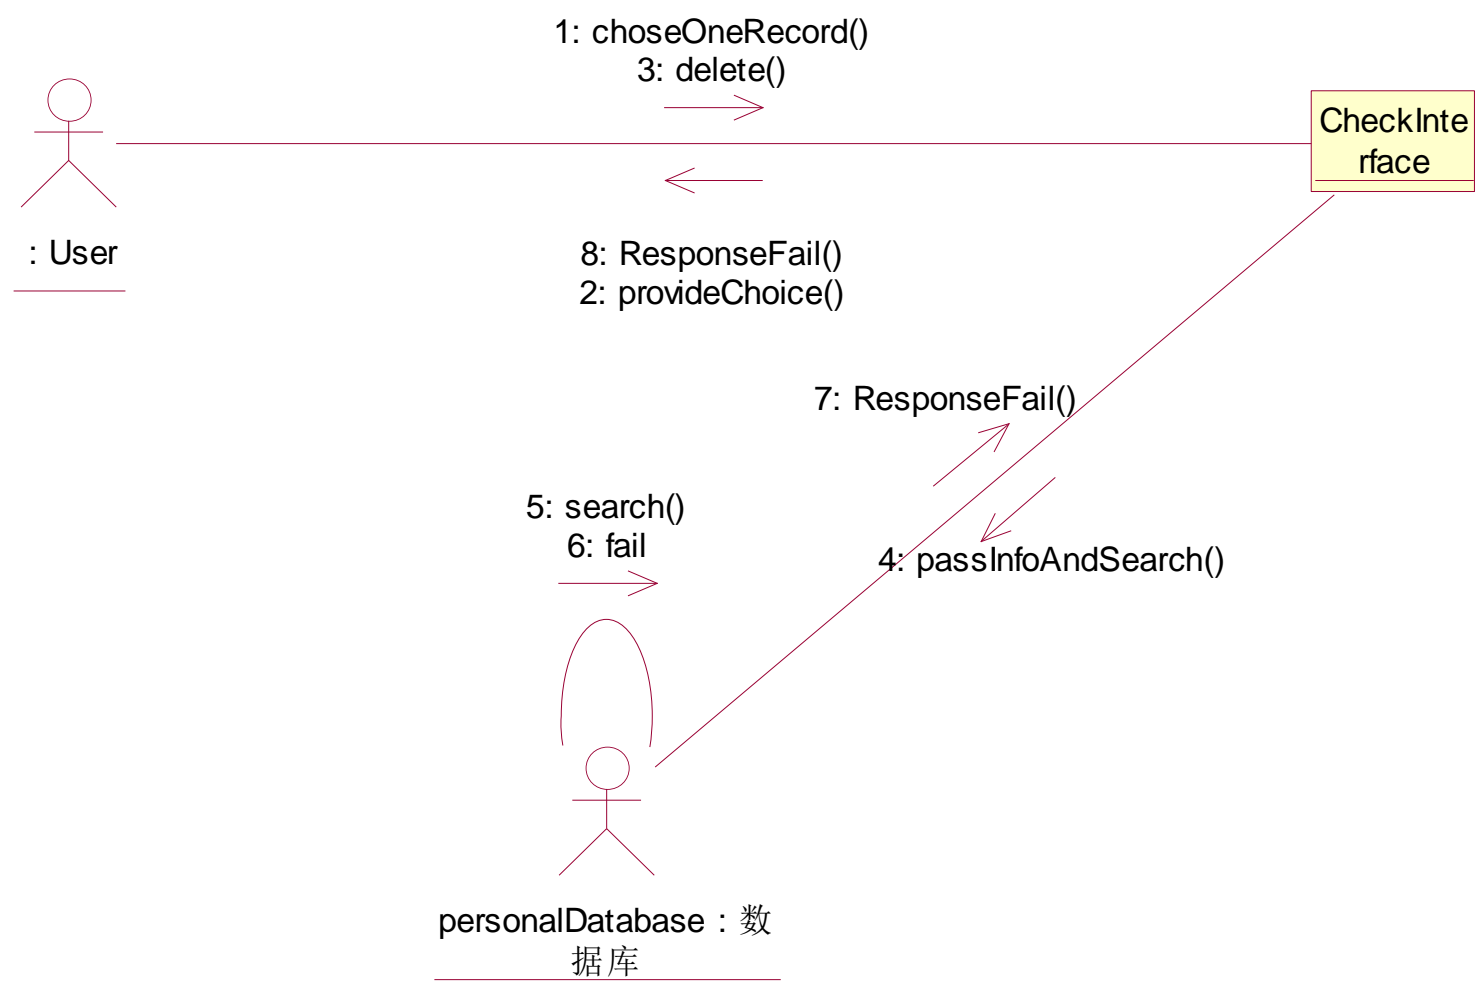 1: choseOneRecord()
3: delete()
CheckInte
rface
: User
8: ResponseFail()
2: provideChoice()
7: ResponseFail()
5: search()
6: fail
4: passInfoAndSearch()
personalDatabase : 数
据库